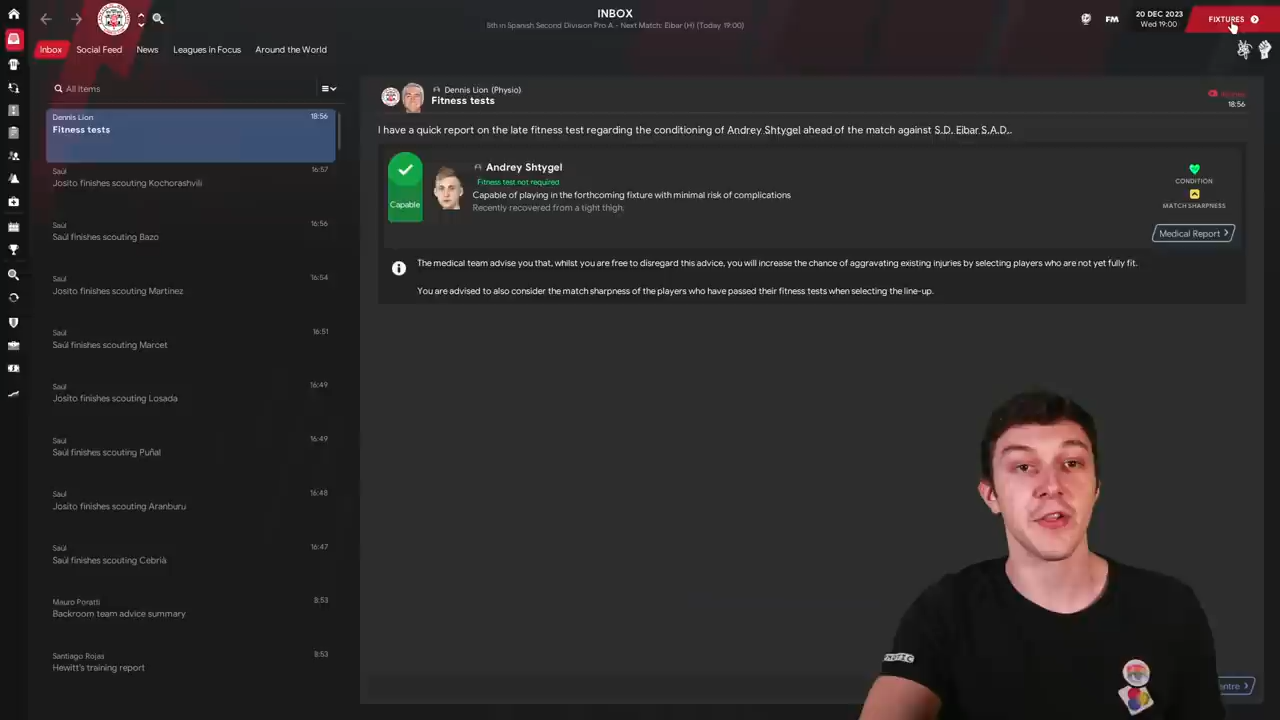 INBOX
5th in Spanish Second Division Pro A - Next Match: Eibar (H) (Today 19:00)
FM
20 DEC 2023
Wed 19:00
FIXTURES
Inbox
Social Feed
News
Leagues in Focus
Around the World
All Items
Dennis Lion
18:56
Fitness tests
Saúl
16:57
Josito finishes scouting Kochorashvili
Saúl
16:56
Saúl finishes scouting Bazo
Saúl
16:54
Josito finishes scouting Martínez
Saúl
16:51
Saúl finishes scouting Marcet
Saúl
16:49
Josito finishes scouting Losada
Saúl
16:49
Saúl finishes scouting Puñal
Saúl
16:48
Josito finishes scouting Aranburu
Saúl
16:47
Saúl finishes scouting Cebrià
Mauro Poratti
8:53
Backroom team advice summary
Santiago Rojas
8:53
Hewitt's training report
Dennis Lion (Physio)
Fitness tests
18:56
I have a quick report on the late fitness test regarding the conditioning of Andrey Shtygel ahead of the match against S.D. Eibar S.A.D..
Capable
Andrey Shtygel
Fitness test not required
Capable of playing in the forthcoming fixture with minimal risk of complications
Recently recovered from a tight thigh.
CONDITION
MATCH SHARPNESS
Medical Report
The medical team advise you that, whilst you are free to disregard this advice, you will increase the chance of aggravating existing injuries by selecting players who are not yet fully fit.
You are advised to also consider the match sharpness of the players who have passed their fitness tests when selecting the line-up.